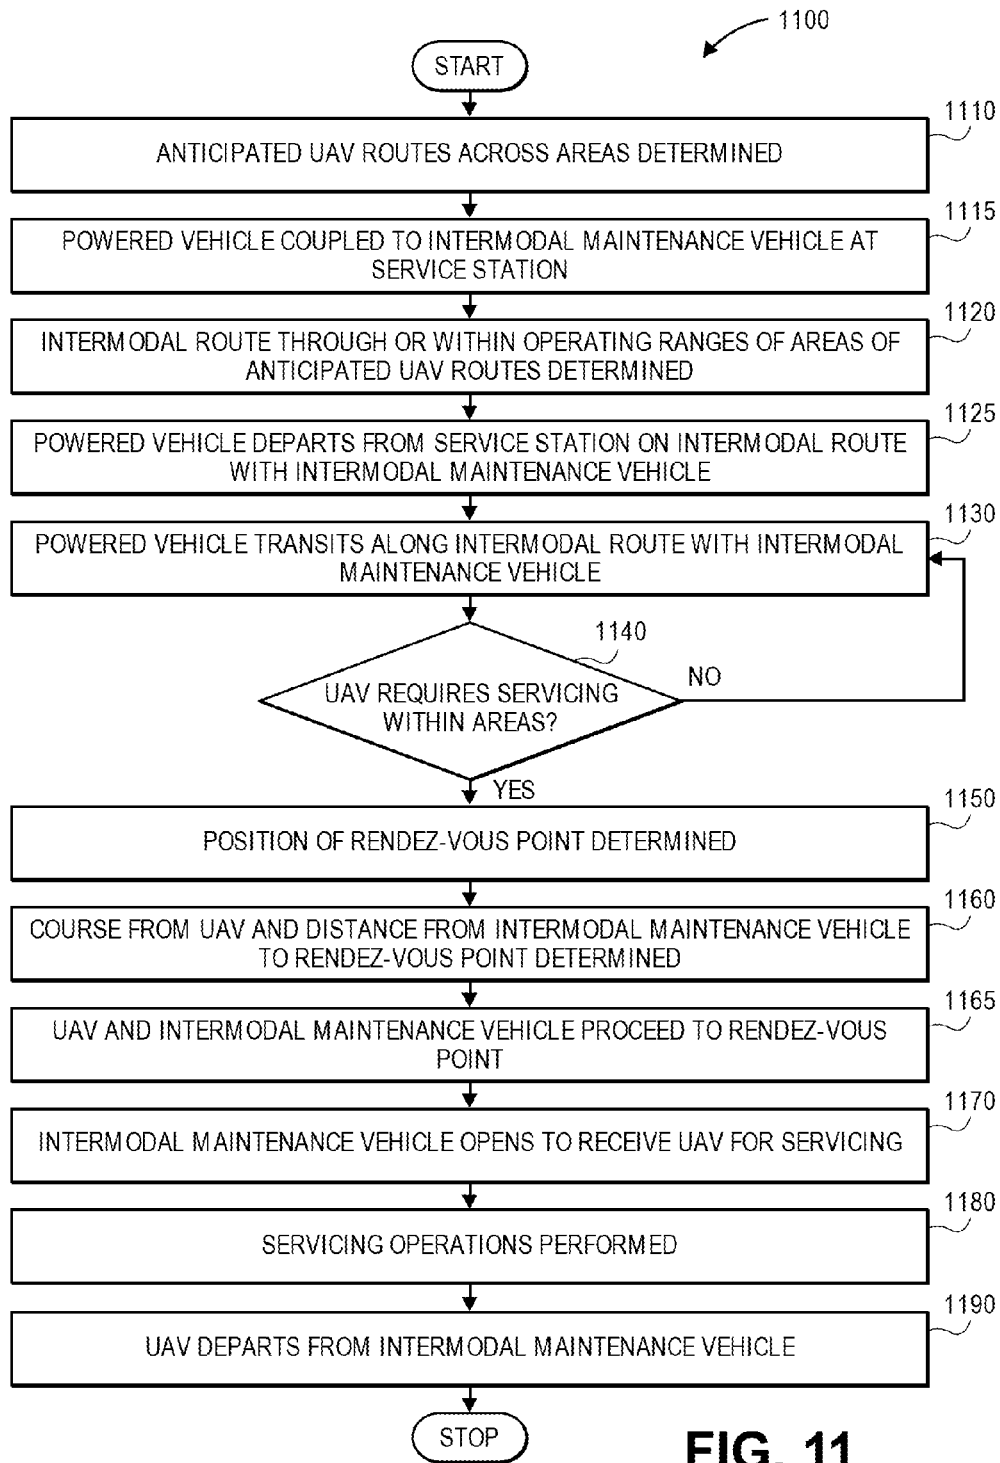 1100
START
1110
ANTICIPATED UAV ROUTES ACROSS AREAS DETERMINED
1115
POWERED VEHICLE COUPLED TO INTERMODAL MAINTENANCE VEHICLE AT
SERVICE STATION
1120
INTERMODAL ROUTE THROUGH OR WITHIN OPERATING RANGES OF AREAS OF
ANTICIPATED UAV ROUTES DETERMINED
1125
POWERED VEHICLE DEPARTS FROM SERVICE STATION ON INTERMODAL ROUTE
WITH INTERMODAL MAINTENANCE VEHICLE
1130
POWERED VEHICLE TRANSITS ALONG INTERMODAL ROUTE WITH INTERMODAL
MAINTENANCE VEHICLE
1140
UAV REQUIRES SERVICING
WITHIN AREAS?
NO
YES
1150
POSITION OF RENDEZ-VOUS POINT DETERMINED
1160
COURSE FROM UAV AND DISTANCE FROM INTERMODAL MAINTENANCE VEHICLE
TO RENDEZ-VOUS POINT DETERMINED
1165
UAV AND INTERMODAL MAINTENANCE VEHICLE PROCEED TO RENDEZ-VOUS
POINT
1170
INTERMODAL MAINTENANCE VEHICLE OPENS TO RECEIVE UAV FOR SERVICING
1180
SERVICING OPERATIONS PERFORMED
1190
UAV DEPARTS FROM INTERMODAL MAINTENANCE VEHICLE
STOP
FIG. 11